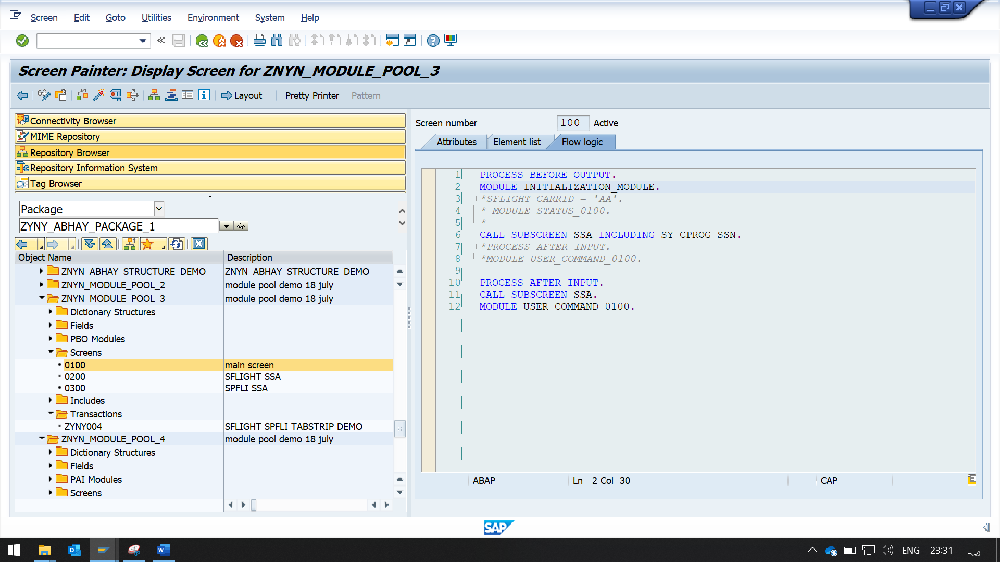 Screen Edit Goto Utilities Environment System Help
Screen Painter: Display Screen for ZNYN_MODULE_POOL_3
Layout Pretty Printer Pattern
Connectivity Browser
MIME Repository
Repository Browser
Repository Information System
Tag Browser
Package
ZYNY_ABHAY_PACKAGE_1
Object Name Description
ZNYN_ABHAY_STRUCTURE_DEMO ZNYN_ABHAY_STRUCTURE_DEMO
ZNYN_MODULE_POOL_2 module pool demo 18 july
ZNYN_MODULE_POOL_3 module pool demo 18 july
Dictionary Structures
Fields
PBO Modules
Screens
0100 main screen
0200 SFLIGHT SSA
0300 SPFLI SSA
Includes
Transactions
ZYNY004 SFLIGHT SPFLI TABSTRIP DEMO
ZNYN_MODULE_POOL_4 module pool demo 18 july
Dictionary Structures
Fields
PAI Modules
Screens
Screen number 100 Active
Attributes Element list Flow logic
1 PROCESS BEFORE OUTPUT.
2 MODULE INITIALIZATION_MODULE.
3 *SFLIGHT-CARRID = 'AA'.
4 * MODULE STATUS_0100.
5 *
6 CALL SUBSCREEN SSA INCLUDING SY-CPROG SSN.
7 *PROCESS AFTER INPUT.
8 *MODULE USER_COMMAND_0100.
9
10 PROCESS AFTER INPUT.
11 CALL SUBSCREEN SSA.
12 MODULE USER_COMMAND_0100.
ABAP Ln 2 Col 30 CAP
SAP
ENG 23:31